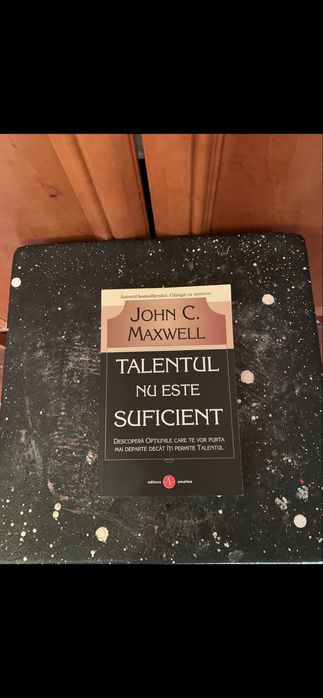 Autorul bestsellerului: Câștigă cu oamenii
JOHN C.
MAXWELL
TALENTUL
NU ESTE
SUFICIENT
DESCOPERĂ OPȚIUNILE CARE TE VOR PURTA
MAI DEPARTE DECÂT ÎȚI PERMITE TALENTUL
editura amaltea